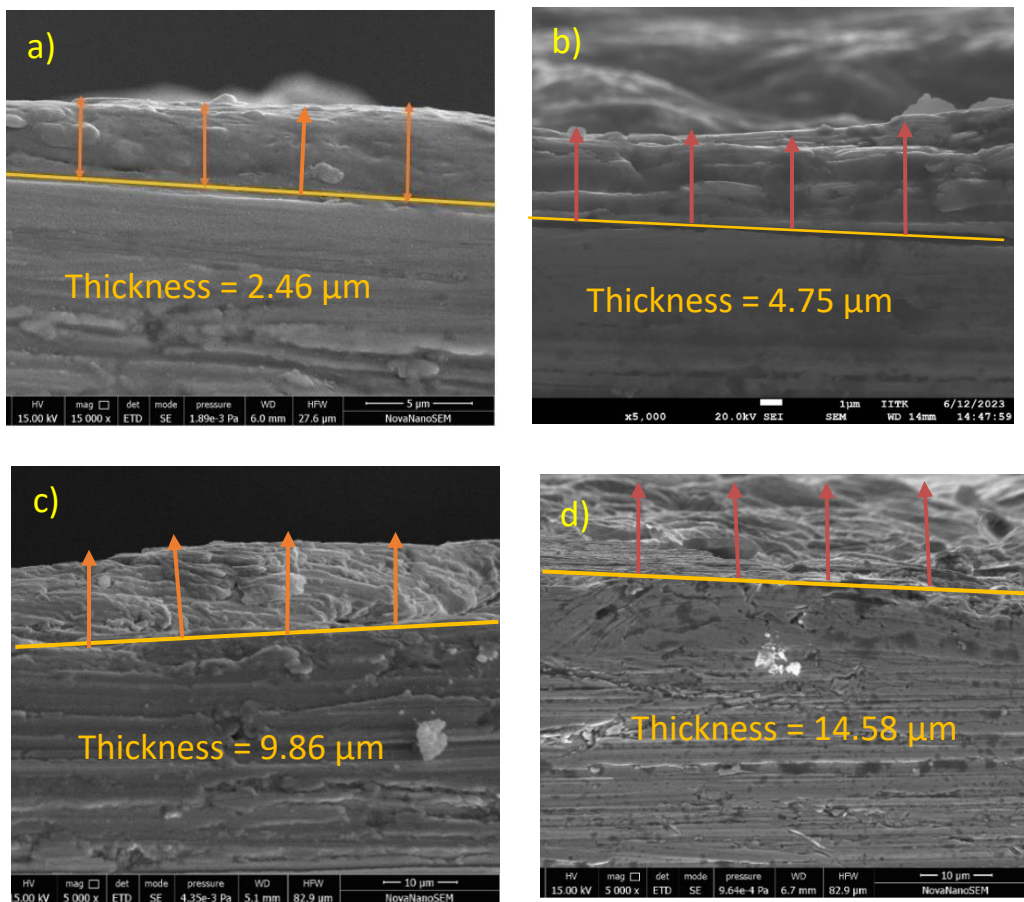 a)
Thickness = 2.46 µm
HV mag □ det mode pressure WD HFW 5 µm
15.00 kV 15 000 x ETD SE 1.89e-3 Pa 6.0 mm 27.6 µm NovaNanoSEM
b)
Thickness = 4.75 µm
1µm IITK 6/12/2023
x5,000 20.0kV SEI SEM WD 14mm 14:47:59
c)
Thickness = 9.86 µm
HV mag □ det mode pressure WD HFW 10 µm
15.00 kV 5 000 x ETD SE 4.35e-3 Pa 5.1 mm 82.9 µm NovaNanoSEM
d)
Thickness = 14.58 µm
HV mag □ det mode pressure WD HFW 10 µm
15.00 kV 5 000 x ETD SE 9.64e-4 Pa 6.7 mm 82.9 µm NovaNanoSEM